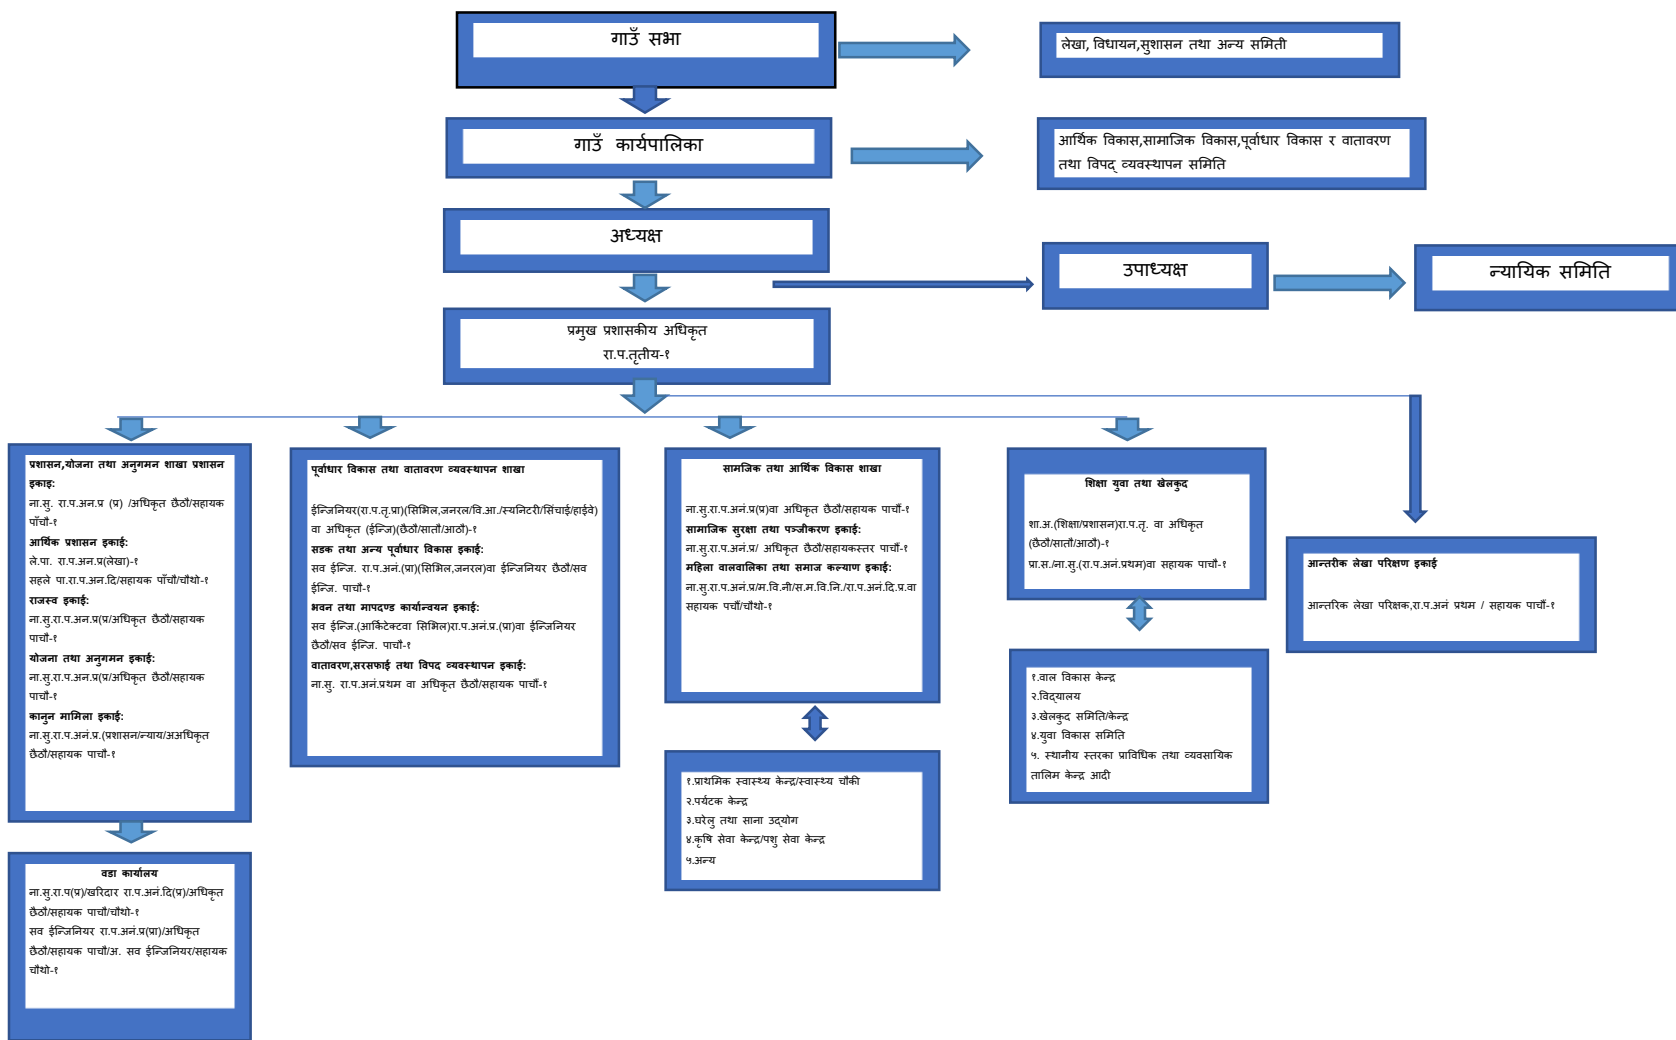 गाउँ सभा
लेखा, विधायन,सुशासन तथा अन्य समिती
गाउँ कार्यपालिका
आर्थिक विकास,सामाजिक विकास,पूर्वाधार विकास र वातावरण
तथा विपद् व्यवस्थापन समिति
अध्यक्ष
उपाध्यक्ष
न्यायिक समिति
प्रमुख प्रशासकीय अधिकृत
रा.प.तृतीय-१
प्रशासन,योजना तथा अनुगमन शाखा प्रशासन
इकाइ:
ना.सु. रा.प.अन.प्र (प्र) /अधिकृत छैठौ/सहायक
पाँचौ-१
आर्थिक प्रशासन इकाई:
ले.पा. रा.प.अन.प्र(लेखा)-१
सहले पा.रा.प.अन.दि/सहायक पाँचौ/चौथो-१
राजस्व इकाई:
ना.सु.रा.प.अन.प्र(प्र/अधिकृत छैठौ/सहायक
पाचौ-१
योजना तथा अनुगमन इकाई:
ना.सु.रा.प.अन.प्र(प्र/अधिकृत छैठौ/सहायक
पाचौ-१
कानुन मामिला इकाई:
ना.सु.रा.प.अनं.प्र.(प्रशासन/न्याय/अअधिकृत
छैठौ/सहायक पाचौ-१
वडा कार्यालय
ना.सु.रा.प(प्र)/खरिदार रा.प.अनं.दि(प्र)/अधिकृत
छैठौ/सहायक पाचौ/चौथो-१
सव ईन्जिनियर रा.प.अनं.प्र(प्रा)/अधिकृत
छैठौ/सहायक पाचौ/अ. सव ईन्जिनियर/सहायक
चौथो-१
पूर्वाधार विकास तथा वातावरण व्यवस्थापन शाखा
ईन्जिनियर(रा.प.तृ.प्रा)(सिभिल,जनरल/वि.आ./स्यनिटरी/सिंचाई/हाईवे)
वा अधिकृत (ईन्जि)(छैठौ/सातौ/आठौ)-१
सडक तथा अन्य पूर्वाधार विकास इकाई:
सव ईन्जि. रा.प.अनं.(प्रा)(सिभिल,जनरल)वा ईन्जिनियर छैठौ/सव
ईन्जि. पाचौ-१
भवन तथा मापदण्ड कार्यान्वयन इकाई:
सव ईन्जि.(आर्किटेक्टवा सिभिल)रा.प.अनं.प्र.(प्रा)वा ईन्जिनियर
छैठौ/सव ईन्जि. पाचौ-१
वातावरण,सरसफाई तथा विपद व्यवस्थापन इकाई:
ना.सु. रा.प.अनं.प्रथम वा अधिकृत छैठौ/सहायक पाचौं-१
सामजिक तथा आर्थिक विकास शाखा
ना.सु.रा.प.अनं.प्र(प्र)वा अधिकृत छैठौ/सहायक पाचौं-१
सामाजिक सुरक्षा तथा पञ्जीकरण इकाई:
ना.सु.रा.प.अनं.प्र/ अधिकृत छैठौ/सहायकस्तर पाचौं-१
महिला वालवालिका तथा समाज कल्याण इकाई:
ना.सु.रा.प.अनं.प्र/म.वि.नी/स.म.वि.नि./रा.प.अनं.दि.प्र.वा
सहायक पचौं/चौथो-१
१.प्राथमिक स्वास्थ्य केन्द्र/स्वास्थ्य चौकी
२.पर्यटक केन्द्र
३.घरेलु तथा साना उद्योग
४.कृषि सेवा केन्द्र/पशु सेवा केन्द्र
५.अन्य
शिक्षा युवा तथा खेलकुद
शा.अ.(शिक्षा/प्रशासन)रा.प.तृ. वा अधिकृत
(छैठौ/सातौ/आठौ)-१
प्रा.स./ना.सु.(रा.प.अनं.प्रथम)वा सहायक पाचौ-१
१.वाल विकास केन्द्र
२.विद्यालय
३.खेलकुद समिति/केन्द्र
४.युवा विकास समिति
५. स्थानीय स्तरका प्राविधिक तथा व्यवसायिक
तालिम केन्द्र आदी
आन्तरीक लेखा परिक्षण इकाई
आन्तरिक लेखा परिक्षक,रा.प.अनं प्रथम / सहायक पाचौं-१